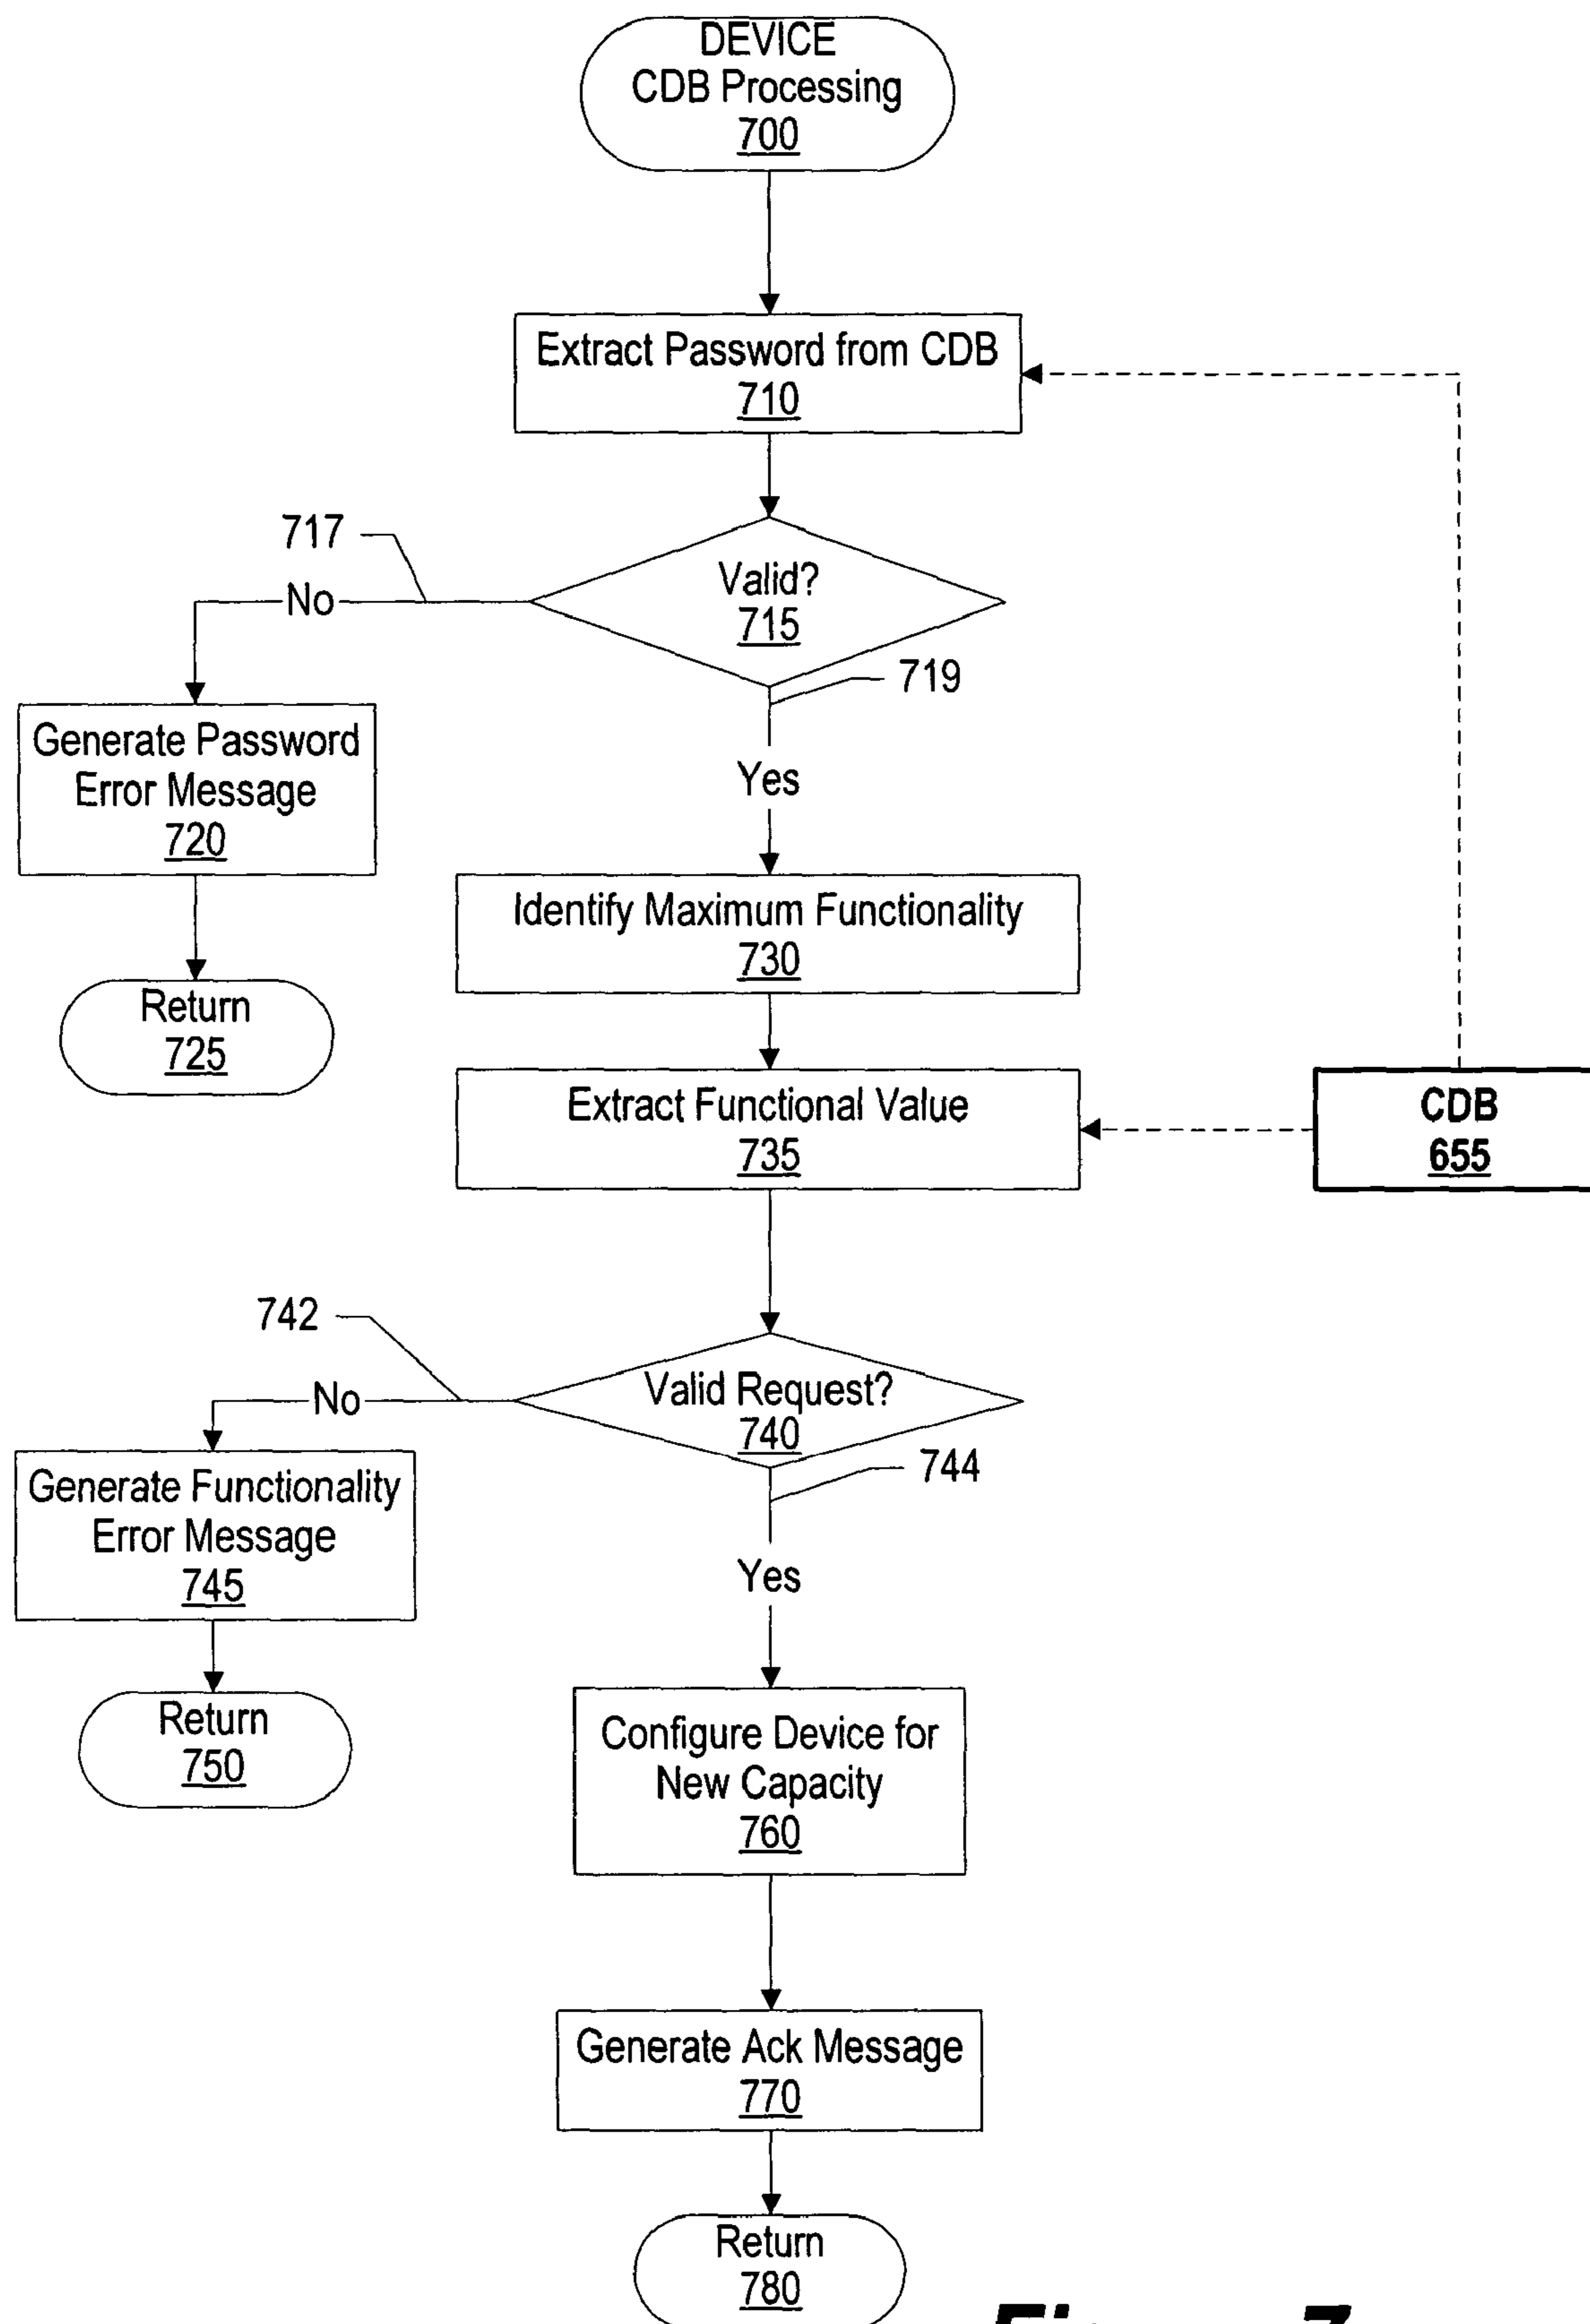 DEVICE
CDB Processing
700
Extract Password from CDB
710
717
No
Valid?
715
719
Generate Password
Error Message
720
Yes
Identify Maximum Functionality
730
Return
725
Extract Functional Value
735
CDB
655
742
No
Valid Request?
740
744
Generate Functionality
Error Message
745
Yes
Return
750
Configure Device for
New Capacity
760
Generate Ack Message
770
Return
780